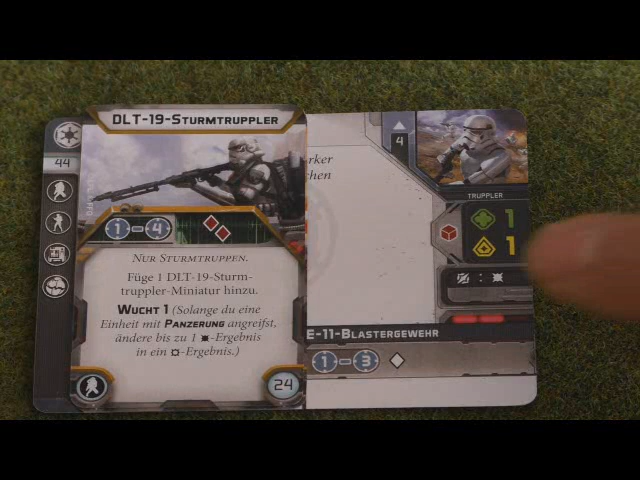 DLT-19-Sturmtruppler
44
1-4
Nur Sturmtruppen.
Füge 1 DLT-19-Sturm-
truppler-Miniatur hinzu.
Wucht 1 (Solange du eine
Einheit mit Panzerung angreifst,
ändere bis zu 1 -Ergebnis
in ein -Ergebnis.)
24
rker
chen
4
Truppler
1
1
:
E-11-Blastergewehr
1-3